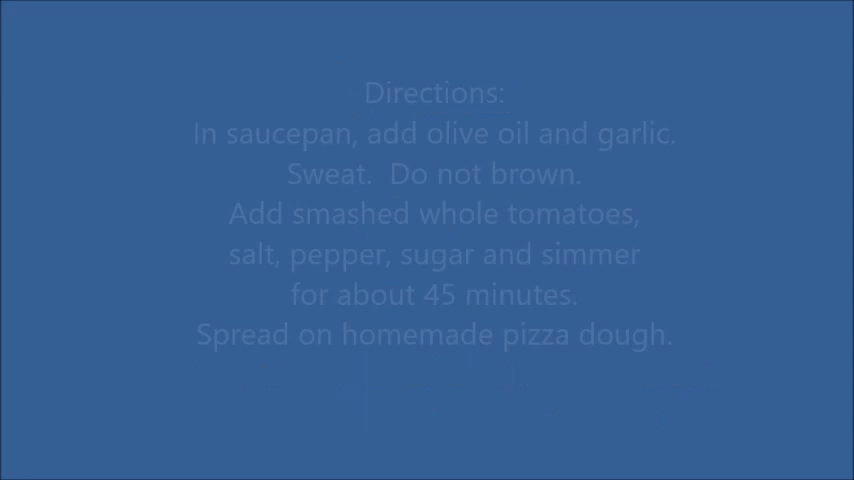 Directions:
In saucepan, add olive oil and garlic.
Sweat.  Do not brown.
Add smashed whole tomatoes,
salt, pepper, sugar and simmer
for about 45 minutes.
Spread on homemade pizza dough.